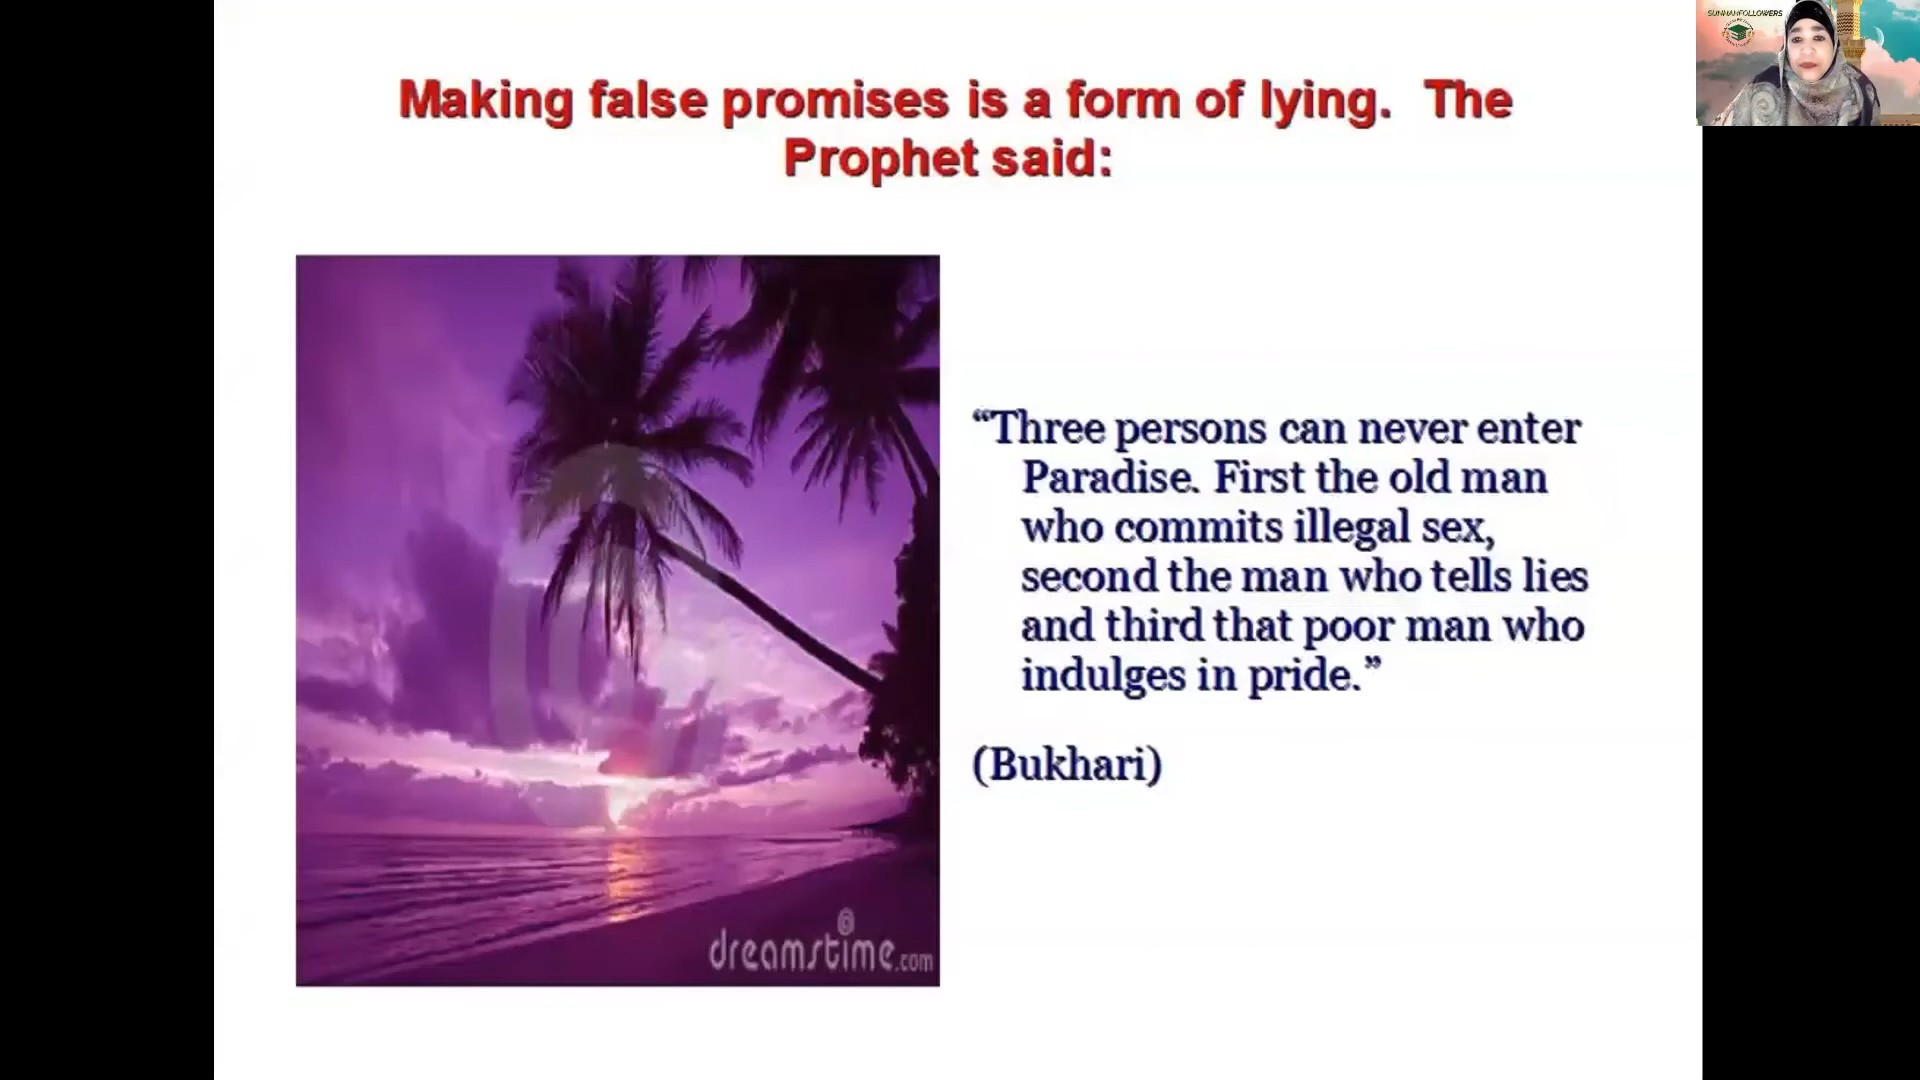 SUNNAHFOLLOWERS
Making false promises is a form of lying. The
Prophet said:
“Three persons can never enter
Paradise. First the old man
who commits illegal sex,
second the man who tells lies
and third that poor man who
indulges in pride.”
(Bukhari)
dreamstime.com